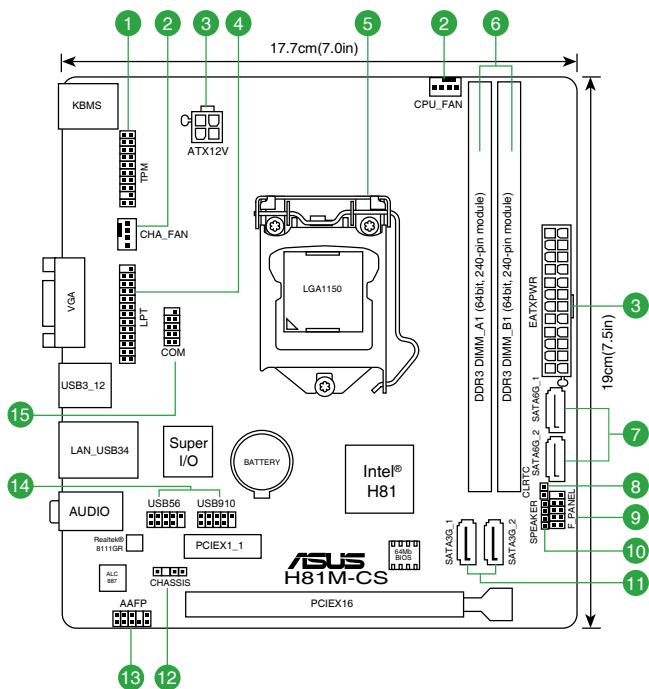 1
2
3
4
5
2
6
17.7cm(7.0in)
KBMS
TPM
ATX12V
CPU_FAN
CHA_FAN
VGA
LPT
COM
LGA1150
DDR3 DIMM_A1 (64bit, 240-pin module)
DDR3 DIMM_B1 (64bit, 240-pin module)
EATXPWR
3
19cm(7.5in)
USB3_12
15
SATA6G_1
7
LAN_USB34
Super
I/O
BATTERY
Intel®
H81
SATA6G_2
14
USB56
USB910
CLRTC
8
AUDIO
SPEAKER
F_PANEL
9
10
Realtek®
8111GR
PCIEX1_1
ASUS
H81M-CS
64Mb
BIOS
SATA3G_1
SATA3G_2
11
ALC
887
CHASSIS
AAFP
PCIEX16
13
12